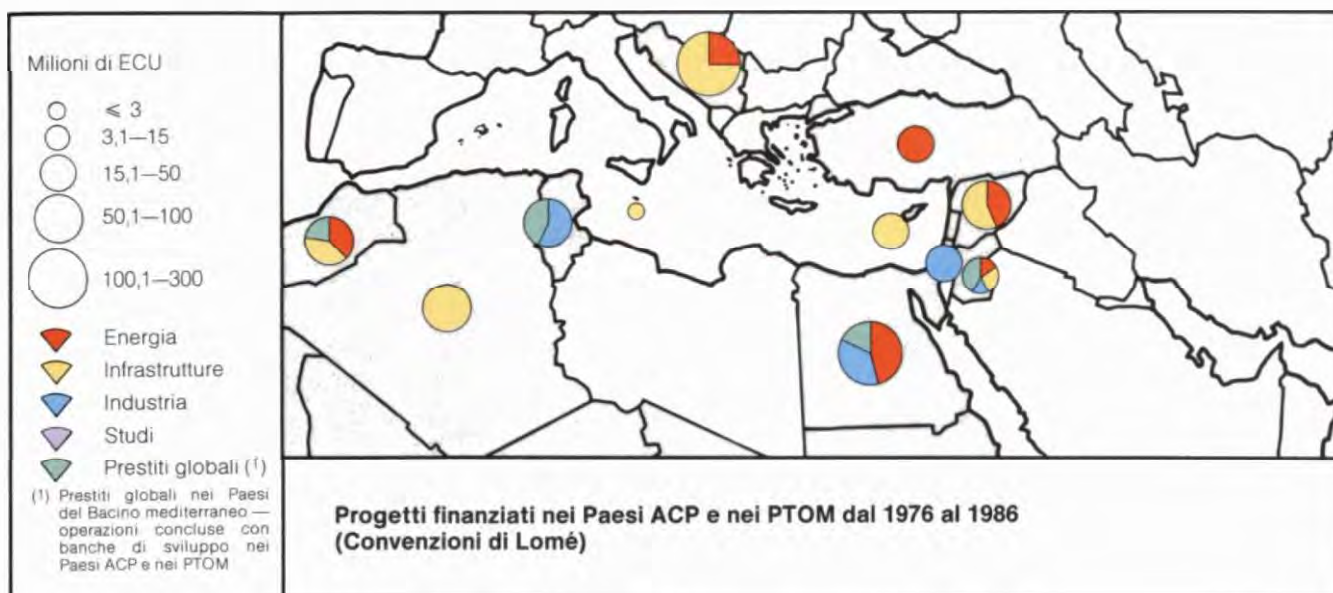 Milioni di ECU
⩽ 3
3,1—15
15,1—50
50,1—100
100,1—300
Energia
Infrastrutture
Industria
Studi
Prestiti globali (¹)
(1) Prestiti globali nei Paesi
del Bacino mediterraneo —
operazioni concluse con
banche di sviluppo nei
Paesi ACP e nei PTOM
Progetti finanziati nei Paesi ACP e nei PTOM dal 1976 al 1986
(Convenzioni di Lomé)